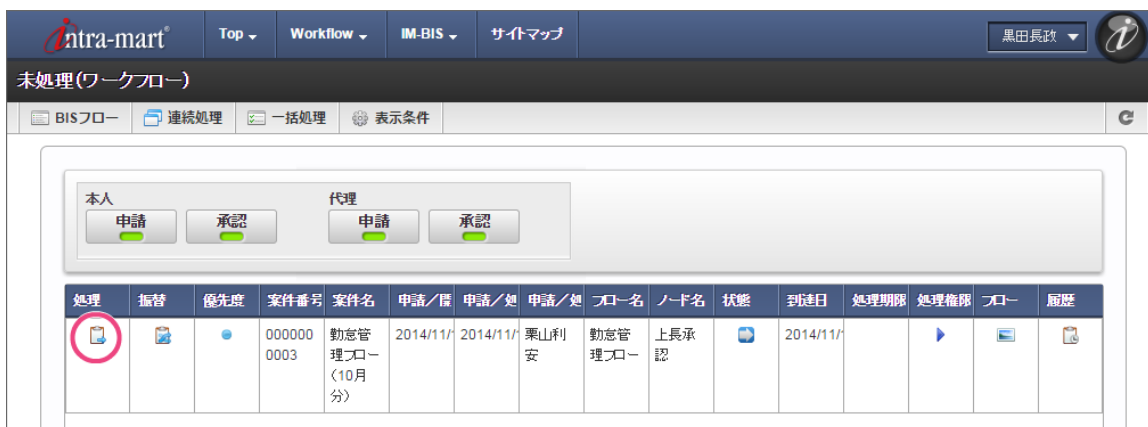 intra-mart® Top Workflow IM-BIS サイトマップ 黒田長政
未処理(ワークフロー)
BISフロー 連続処理 一括処理 表示条件
本人 代理
申請 承認 申請 承認
処理 振替 優先度 案件番号 案件名 申請／ 申請／処 申請／処 フロー名 ノード名 状態 到達日 処理期限 処理権限 フロー 履歴
000000 勤怠管 2014/11/ 2014/11/ 栗山利 勤怠管 上長承 2014/11/
0003 理フロー 安 理フロー 認
(10月
分)